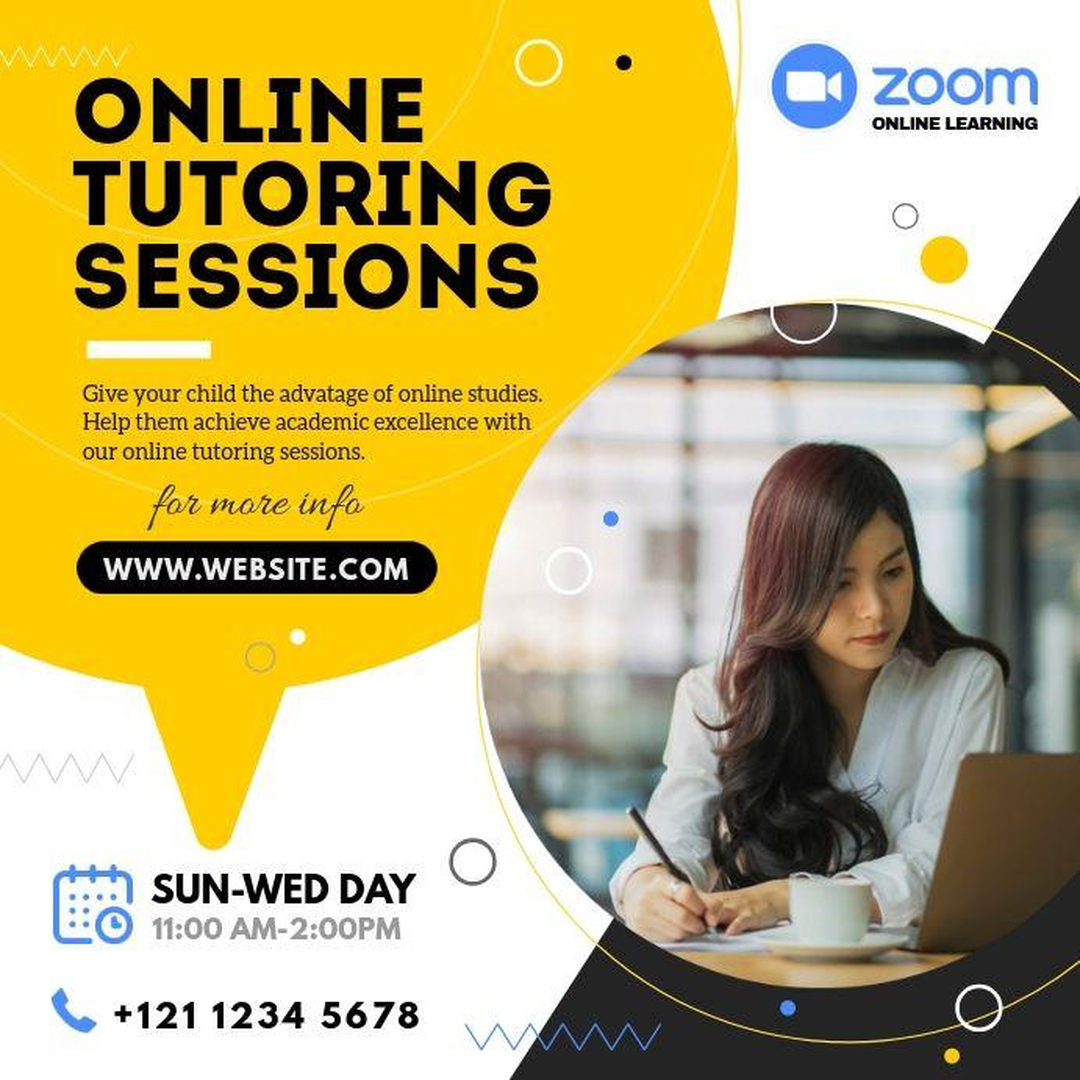 ONLINE
TUTORING
SESSIONS
Give your child the advatage of online studies.
Help them achieve academic excellence with
our online tutoring sessions.
for more info
WWW.WEBSITE.COM
zoom
ONLINE LEARNING
SUN-WED DAY
11:00 AM-2:00PM
+121 1234 5678